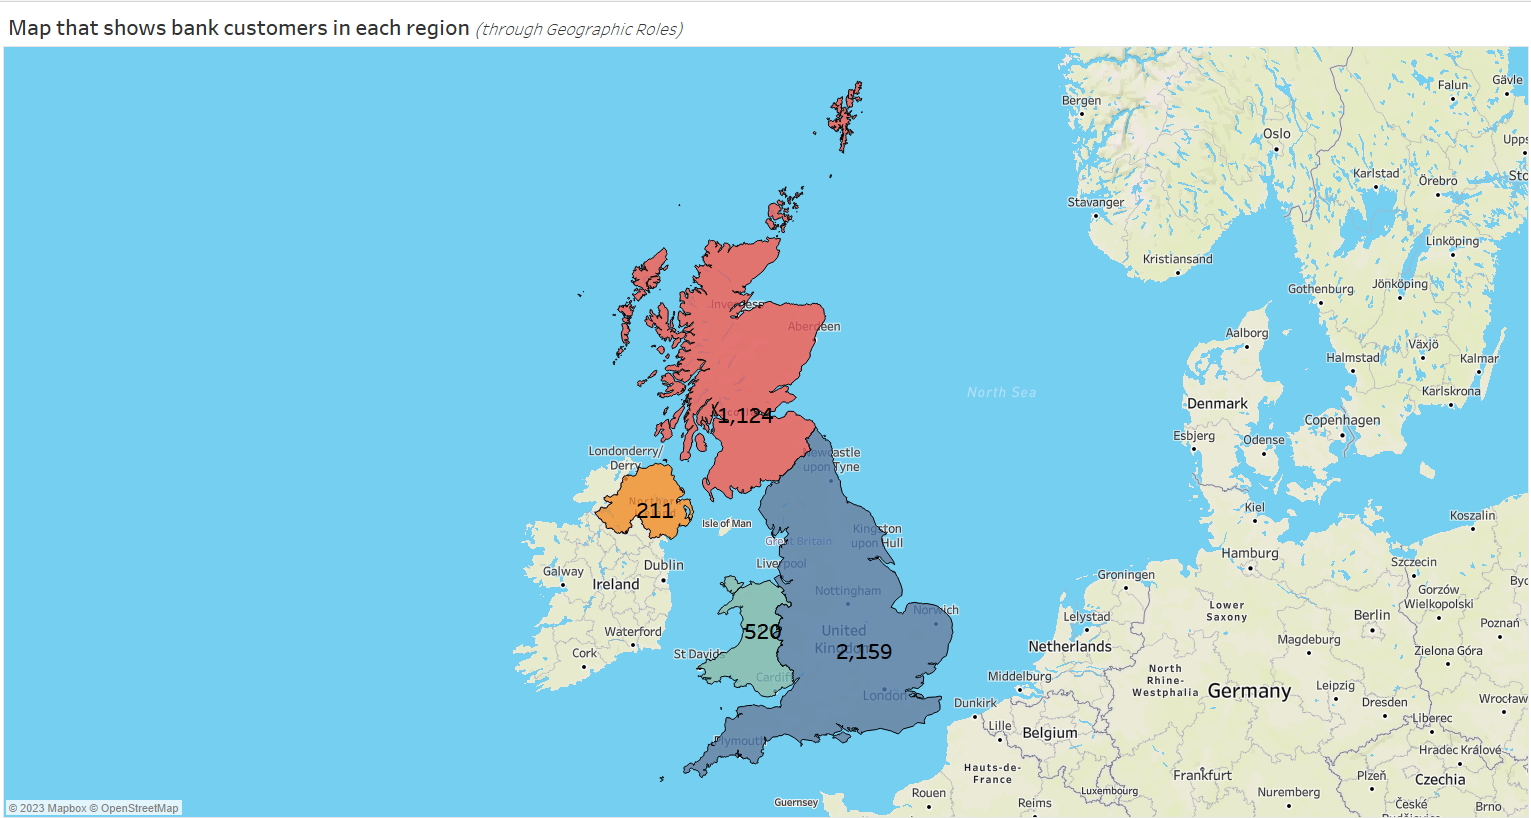 Map that shows bank customers in each region (through Geographic Roles)
Bergen
Oslo
Falun
Gävle
Upps
Karlstad
Örebro
Sto
Stavanger
Linköping
Kristiansand
Gothenburg
Jönköping
Inverness
Aberdeen
Aalborg
Växjö
Halmstad
Kalmar
North Sea
Karlskrona
Denmark
Copenhagen
1,124
Esbjerg
Odense
Londonderry/
Derry
Newcastle
upon Tyne
Northern
211
Isle of Man
Kiel
Koszalin
Great Britain
Kingston
upon Hull
Hamburg
Szczecin
Galway
Dublin
Liverpool
Groningen
Ireland
Nottingham
Norwich
Lelystad
Lower
Saxony
Berlin
Gorzów
Wielkopolski
Byd
Waterford
520
United
Kingdom
2,159
Netherlands
Magdeburg
Poznań
Cork
St Davids
Cardiff
London
Middelburg
North
Rhine-
Westphalia
Germany
Leipzig
Zielona Góra
Dunkirk
Lille
Belgium
Dresden
Wrocław
Liberec
Plymouth
Hauts-de-
France
Frankfurt
Hradec Králové
Plzeň
Czechia
Guernsey
Rouen
Reims
Luxembourg
Nuremberg
České
Budějovice
Brno
© 2023 Mapbox © OpenStreetMap